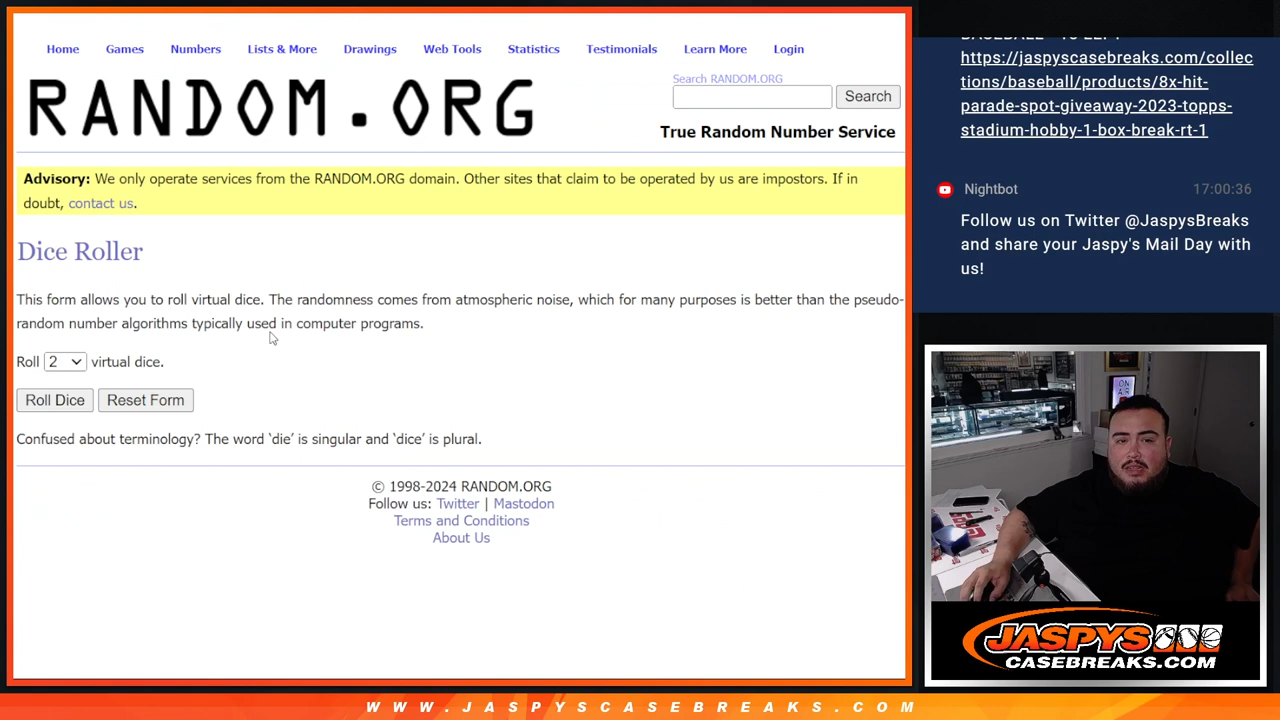 Home Games Numbers Lists & More Drawings Web Tools Statistics Testimonials Learn More Login
RANDOM.ORG
Search RANDOM.ORG
Search
True Random Number Service
Advisory: We only operate services from the RANDOM.ORG domain. Other sites that claim to be operated by us are impostors. If in
doubt, contact us.
Dice Roller
This form allows you to roll virtual dice. The randomness comes from atmospheric noise, which for many purposes is better than the pseudo-
random number algorithms typically used in computer programs.
Roll 2 virtual dice.
Roll Dice Reset Form
Confused about terminology? The word ‘die’ is singular and ‘dice’ is plural.
© 1998-2024 RANDOM.ORG
Follow us: Twitter | Mastodon
Terms and Conditions
About Us
https://jaspyscasebreaks.com/collec
tions/baseball/products/8x-hit-
parade-spot-giveaway-2023-topps-
stadium-hobby-1-box-break-rt-1
Nightbot 17:00:36
Follow us on Twitter @JaspysBreaks
and share your Jaspy's Mail Day with
us!
ON
JASPYS
CASEBREAKS.COM
WWW.JASPYSCASEBREAKS.COM